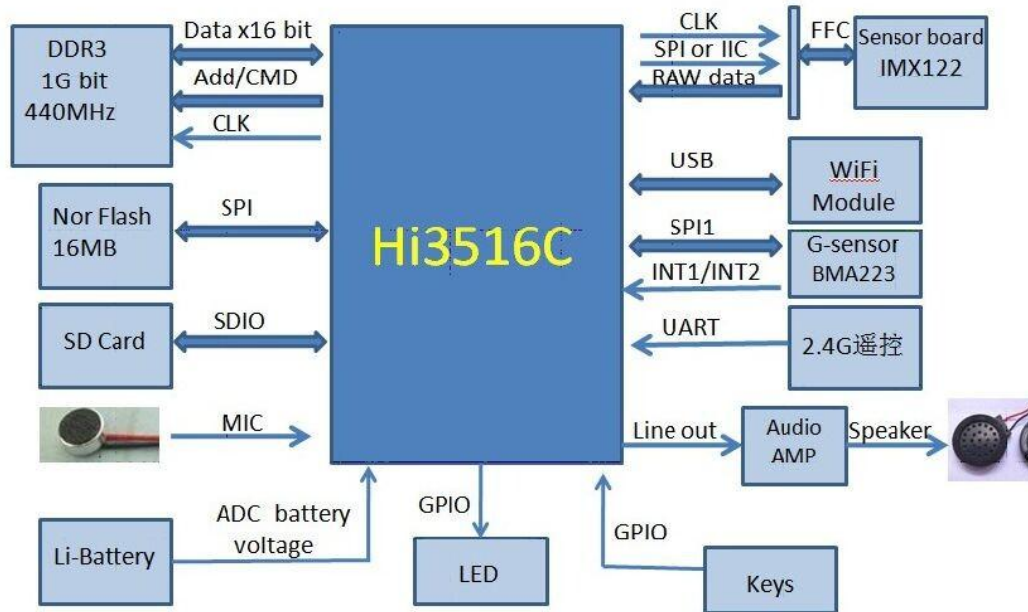 DDR3
1G bit
440MHz
Data x16 bit
Add/CMD
CLK
Nor Flash
16MB
SPI
SD Card
SDIO
MIC
Li-Battery
ADC battery
voltage
Hi3516C
GPIO
LED
CLK
SPI or IIC
RAW data
FFC
Sensor board
IMX122
USB
WiFi
Module
SPI1
INT1/INT2
G-sensor
BMA223
UART
2.4G遥控
Line out
Audio
AMP
Speaker
GPIO
Keys